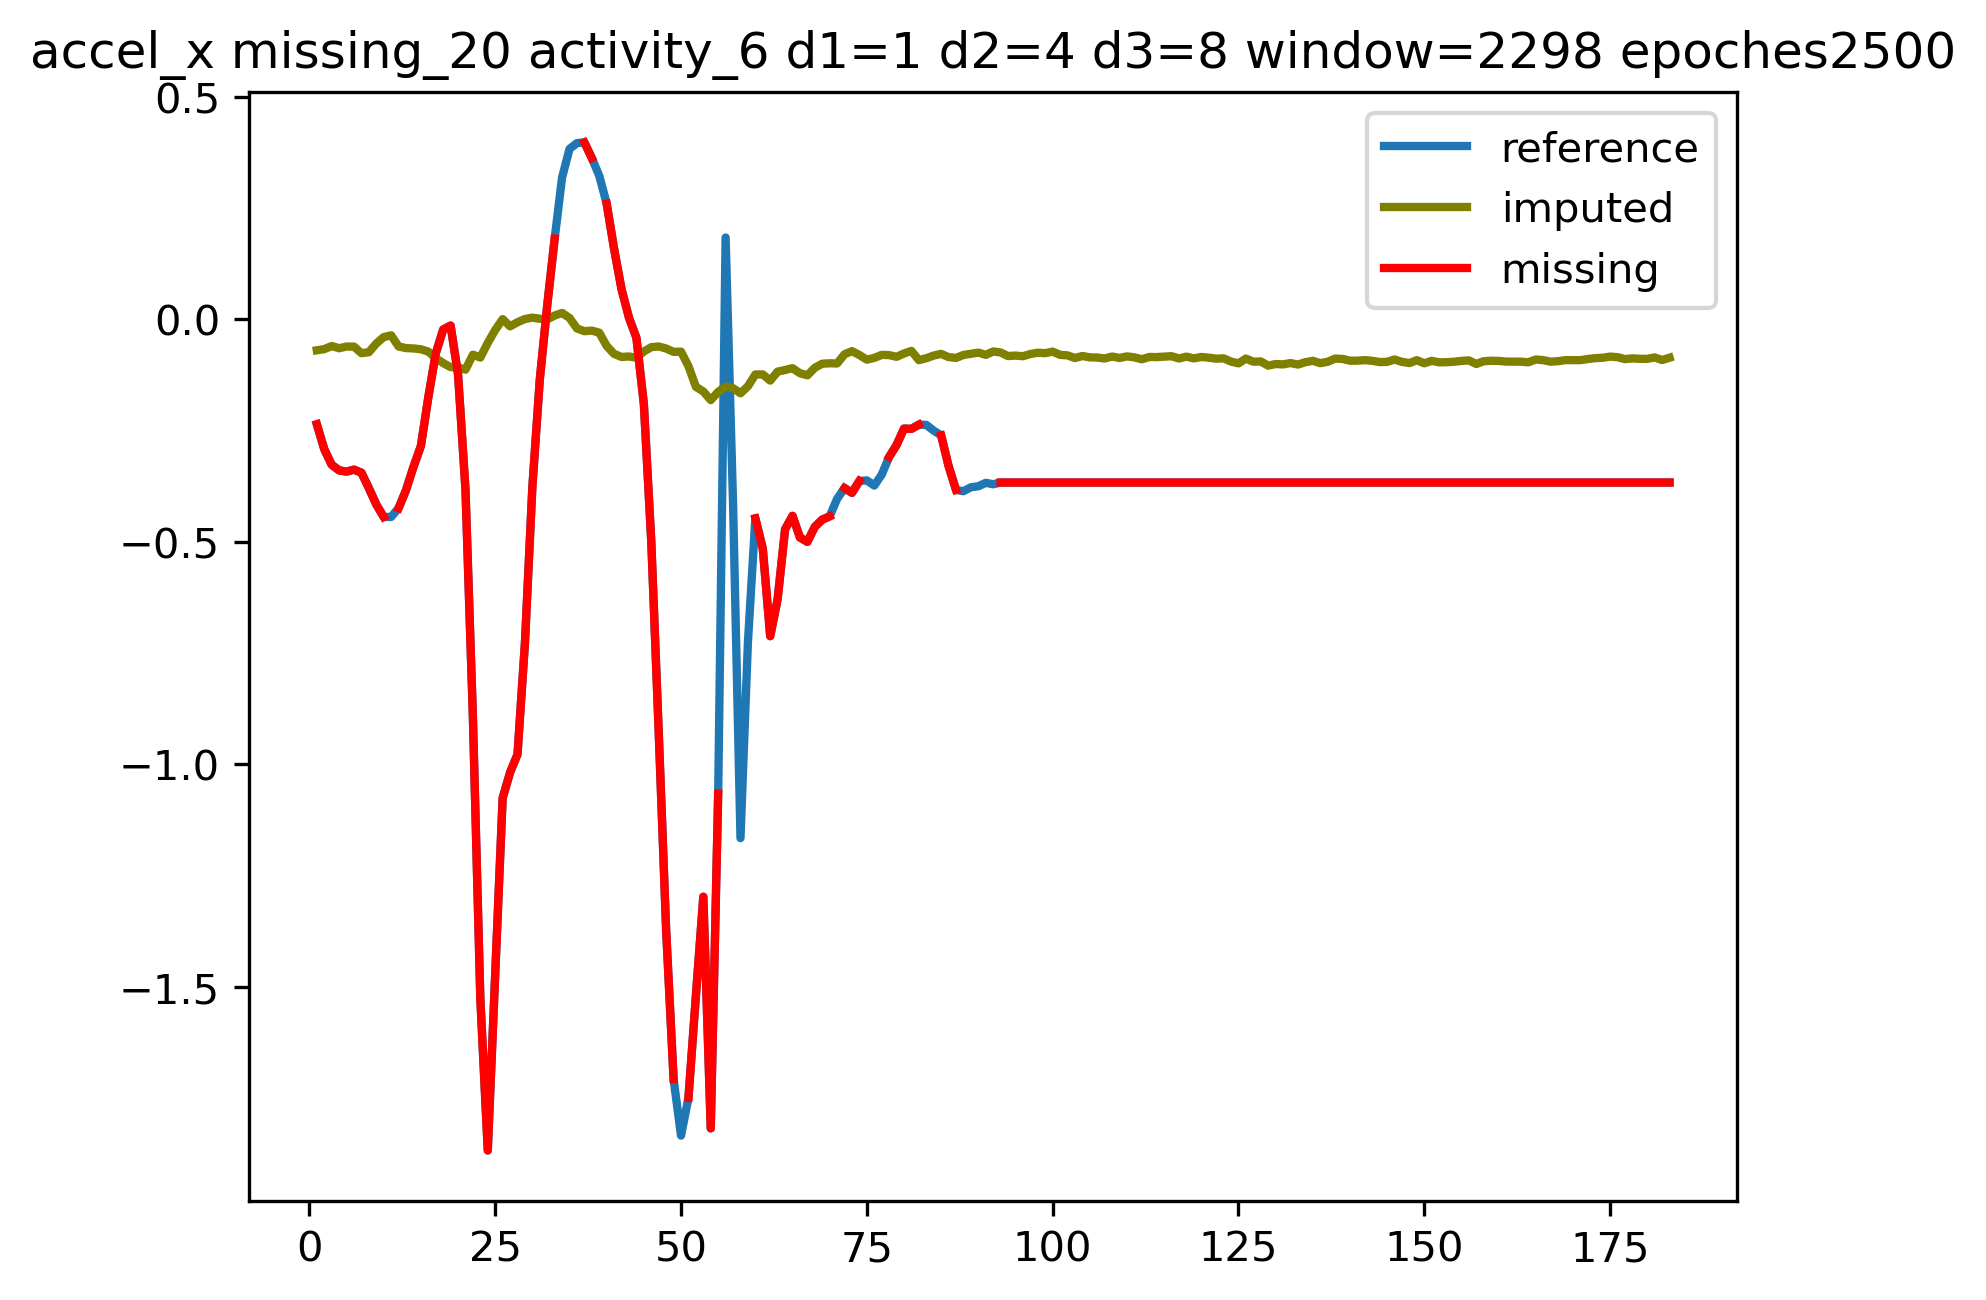 accel_x missing_20 activity_6 d1=1 d2=4 d3=8 window=2298 epoches2500
reference
imputed
missing
0.5
0.0
−0.5
−1.0
−1.5
0 25 50 75 100 125 150 175